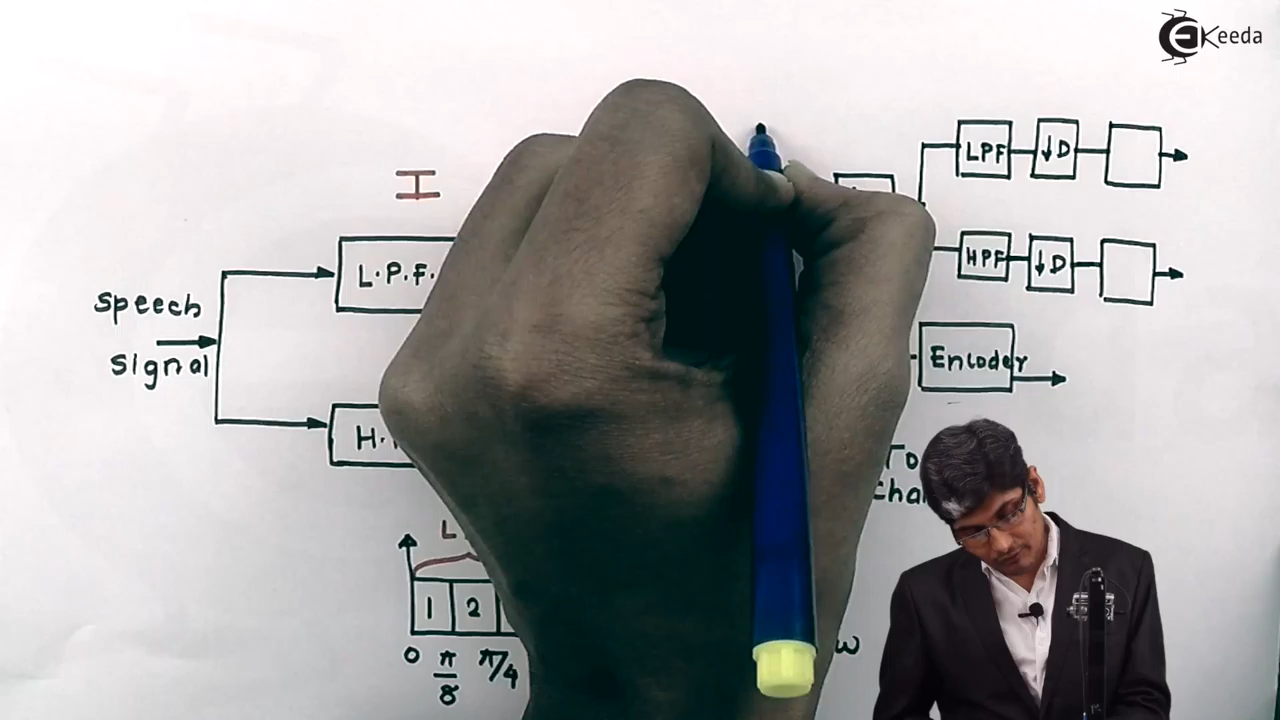 Keeda
I
LPF ↓D
L.P.F.
HPF ↓D
Speech
Signal
Encoder
H.
To
Cha
L
1 2
0 π/8 π/4 ω